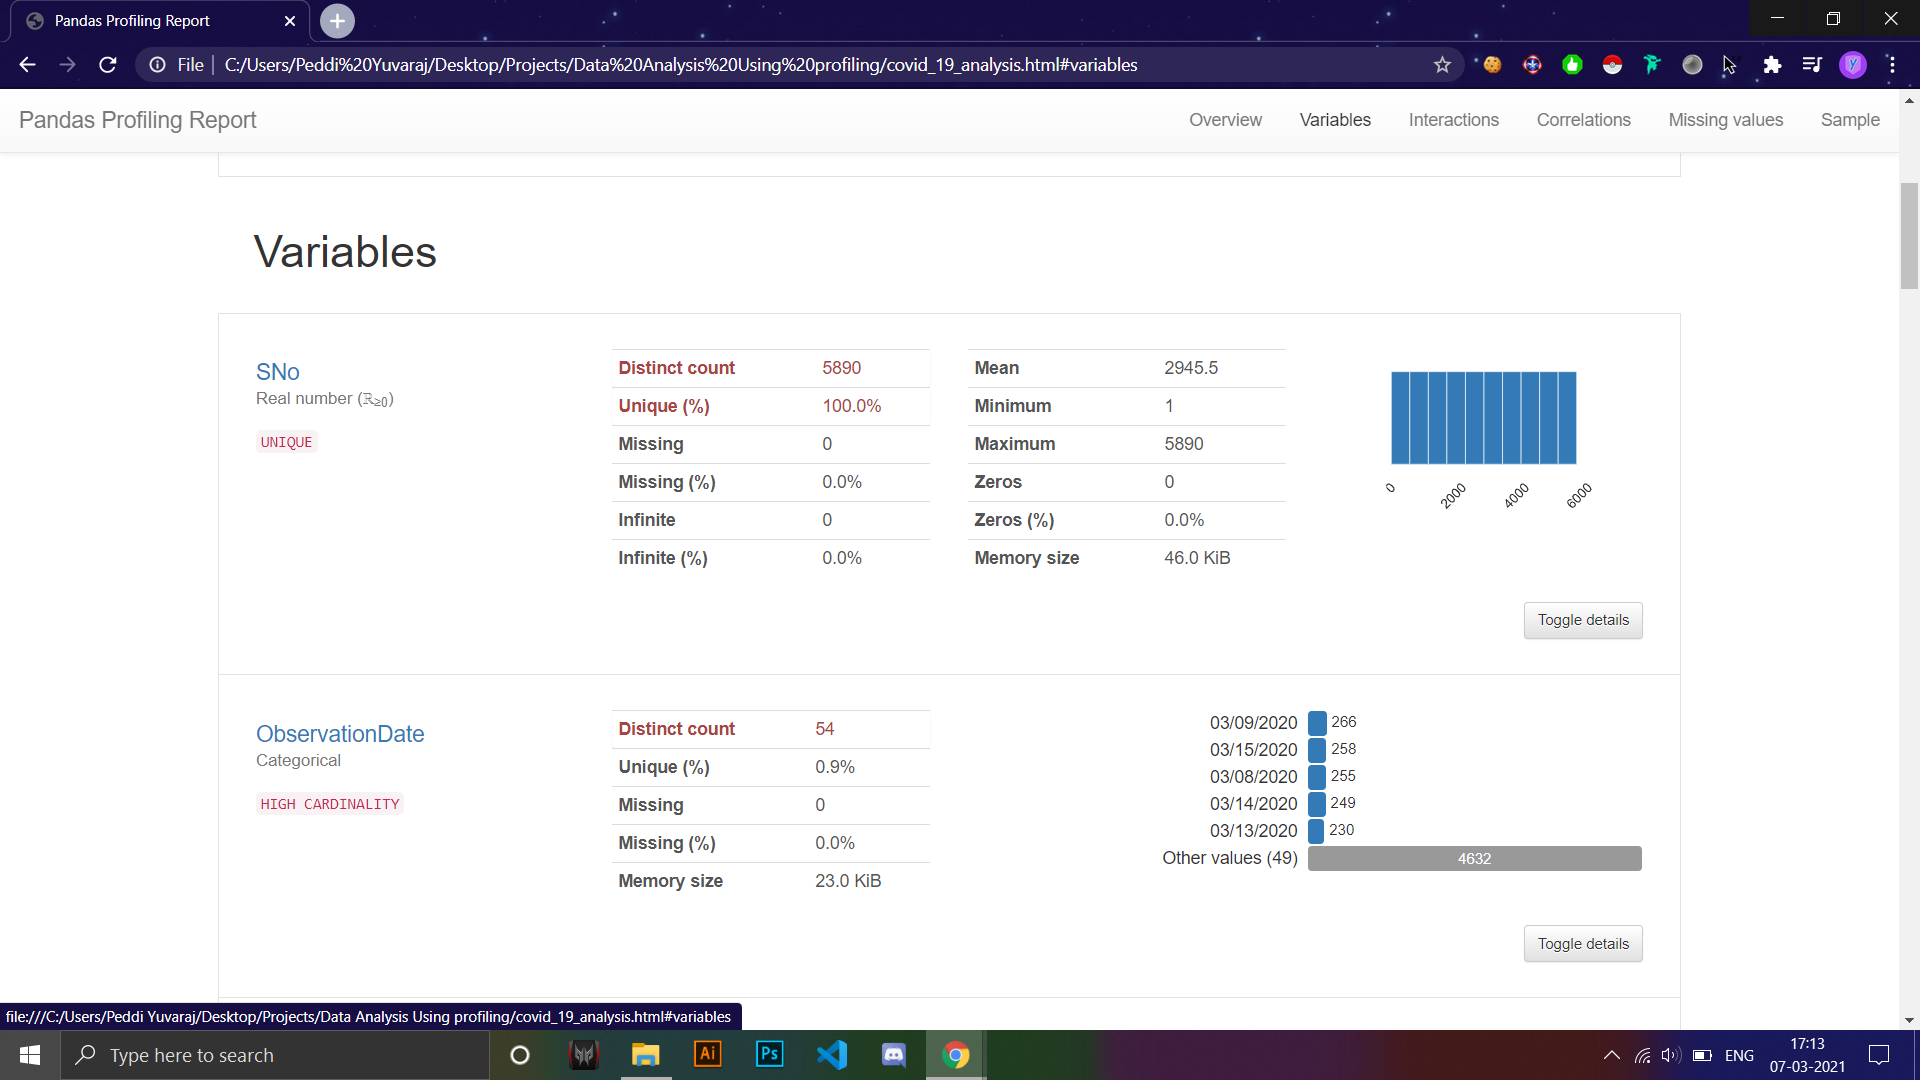 Pandas Profiling Report
File
C:/Users/Peddi%20Yuvaraj/Desktop/Projects/Data%20Analysis%20Using%20profiling/covid_19_analysis.html#variables
Pandas Profiling Report
Overview Variables Interactions Correlations Missing values Sample
Variables
SNo
Real number (ℝ≥0)
UNIQUE
Distinct count 5890
Unique (%) 100.0%
Missing 0
Missing (%) 0.0%
Infinite 0
Infinite (%) 0.0%
Mean 2945.5
Minimum 1
Maximum 5890
Zeros 0
Zeros (%) 0.0%
Memory size 46.0 KiB
0 2000 4000 6000
Toggle details
ObservationDate
Categorical
HIGH CARDINALITY
Distinct count 54
Unique (%) 0.9%
Missing 0
Missing (%) 0.0%
Memory size 23.0 KiB
03/09/2020 266
03/15/2020 258
03/08/2020 255
03/14/2020 249
03/13/2020 230
Other values (49) 4632
Toggle details
file:///C:/Users/Peddi Yuvaraj/Desktop/Projects/Data Analysis Using profiling/covid_19_analysis.html#variables
Type here to search
Ai
Ps
ENG
17:13
07-03-2021